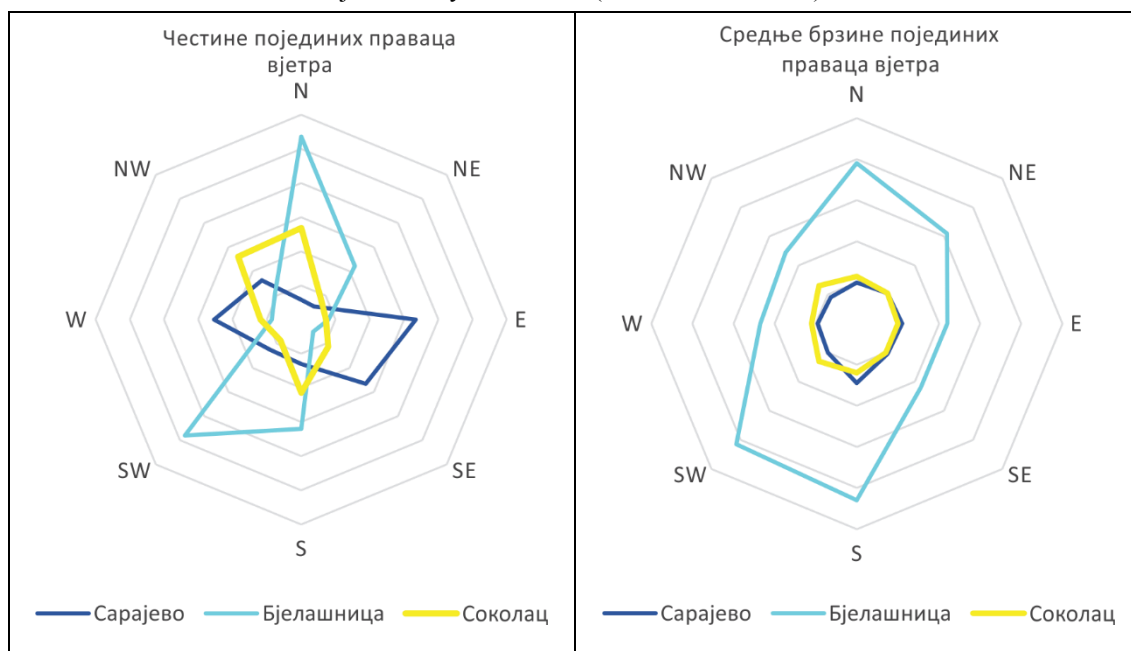 Честине појединих праваца
вјетра
N
NW
NE
W
E
SW
SE
S
Сарајево
Бјелашница
Соколац
Средње брзине појединих
праваца вјетра
N
NW
NE
W
E
SW
SE
S
Сарајево
Бјелашница
Соколац